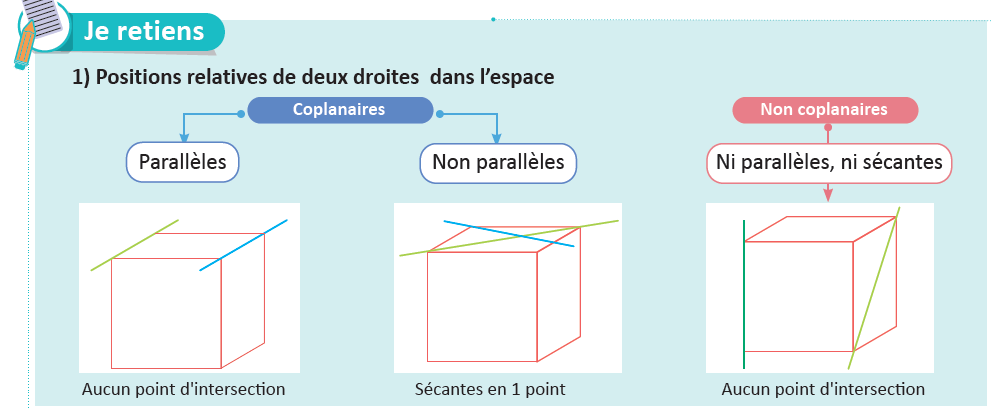 Je retiens
1) Positions relatives de deux droites dans l'espace
Coplanaires
Non coplanaires
Parallèles
Non parallèles
Ni parallèles, ni sécantes
Aucun point d'intersection
Sécantes en 1 point
Aucun point d'intersection